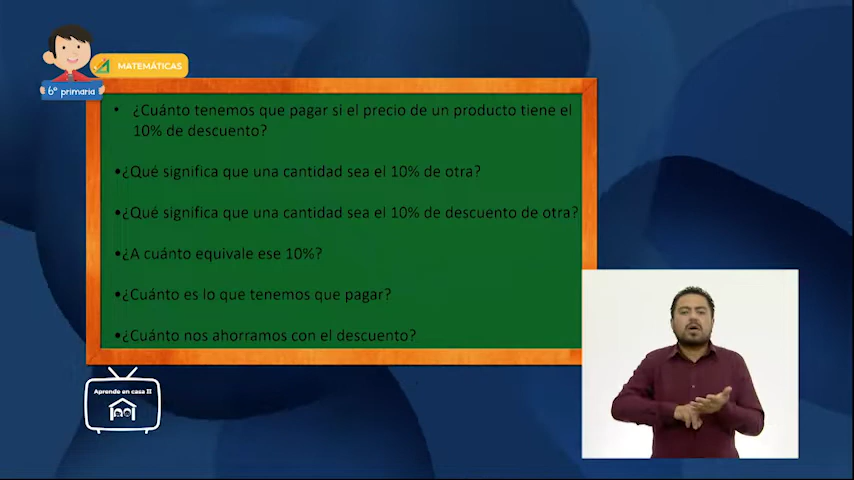 MATEMÁTICAS
6º primaria
• ¿Cuánto tenemos que pagar si el precio de un producto tiene el
10% de descuento?
•¿Qué significa que una cantidad sea el 10% de otra?
•¿Qué significa que una cantidad sea el 10% de descuento de otra?
•¿A cuánto equivale ese 10%?
•¿Cuánto es lo que tenemos que pagar?
•¿Cuánto nos ahorramos con el descuento?
Aprende en casa II